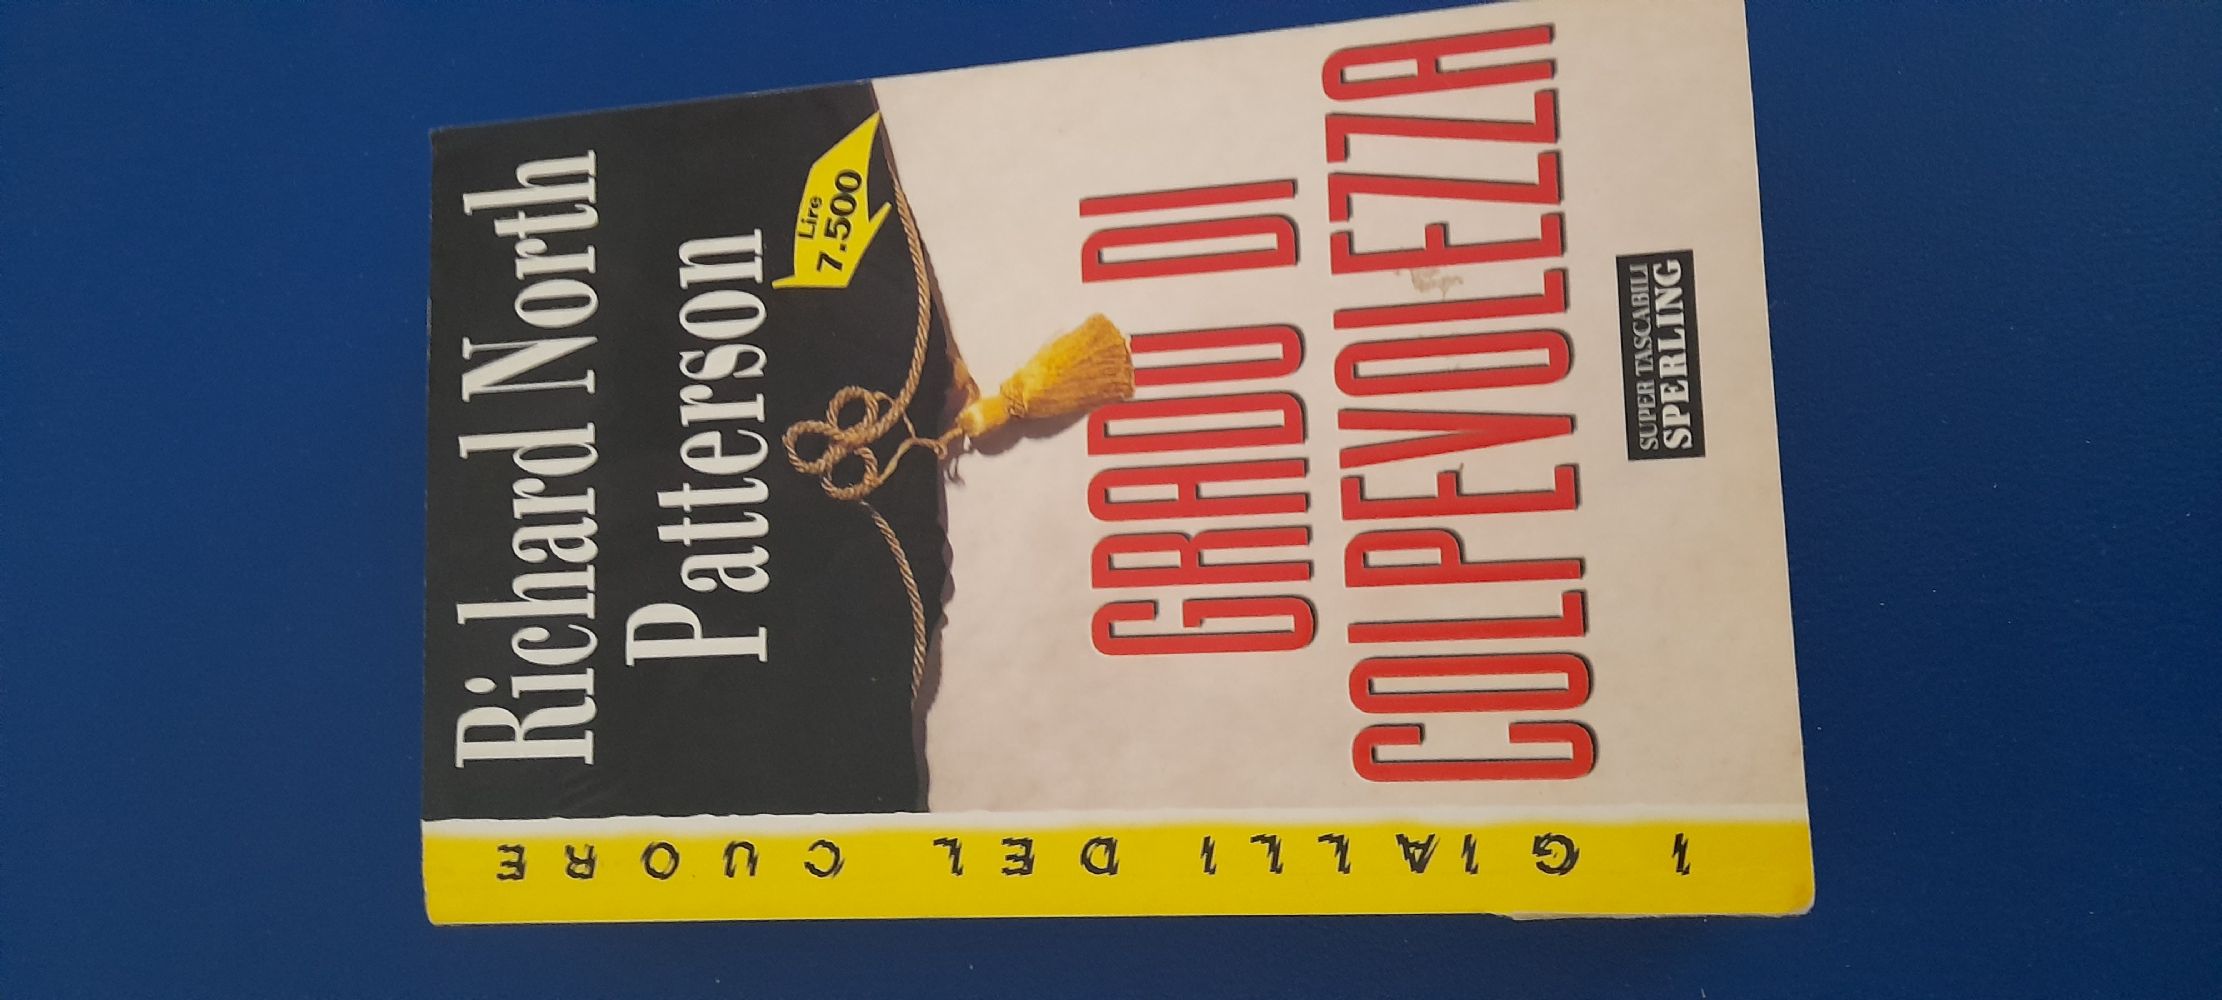 Richard North
Patterson
Lire
7.500
GRADO DI
COLPEVOLEZZA
SUPER TASCABILI
SPERLING
I GIALLI DEL CUORE